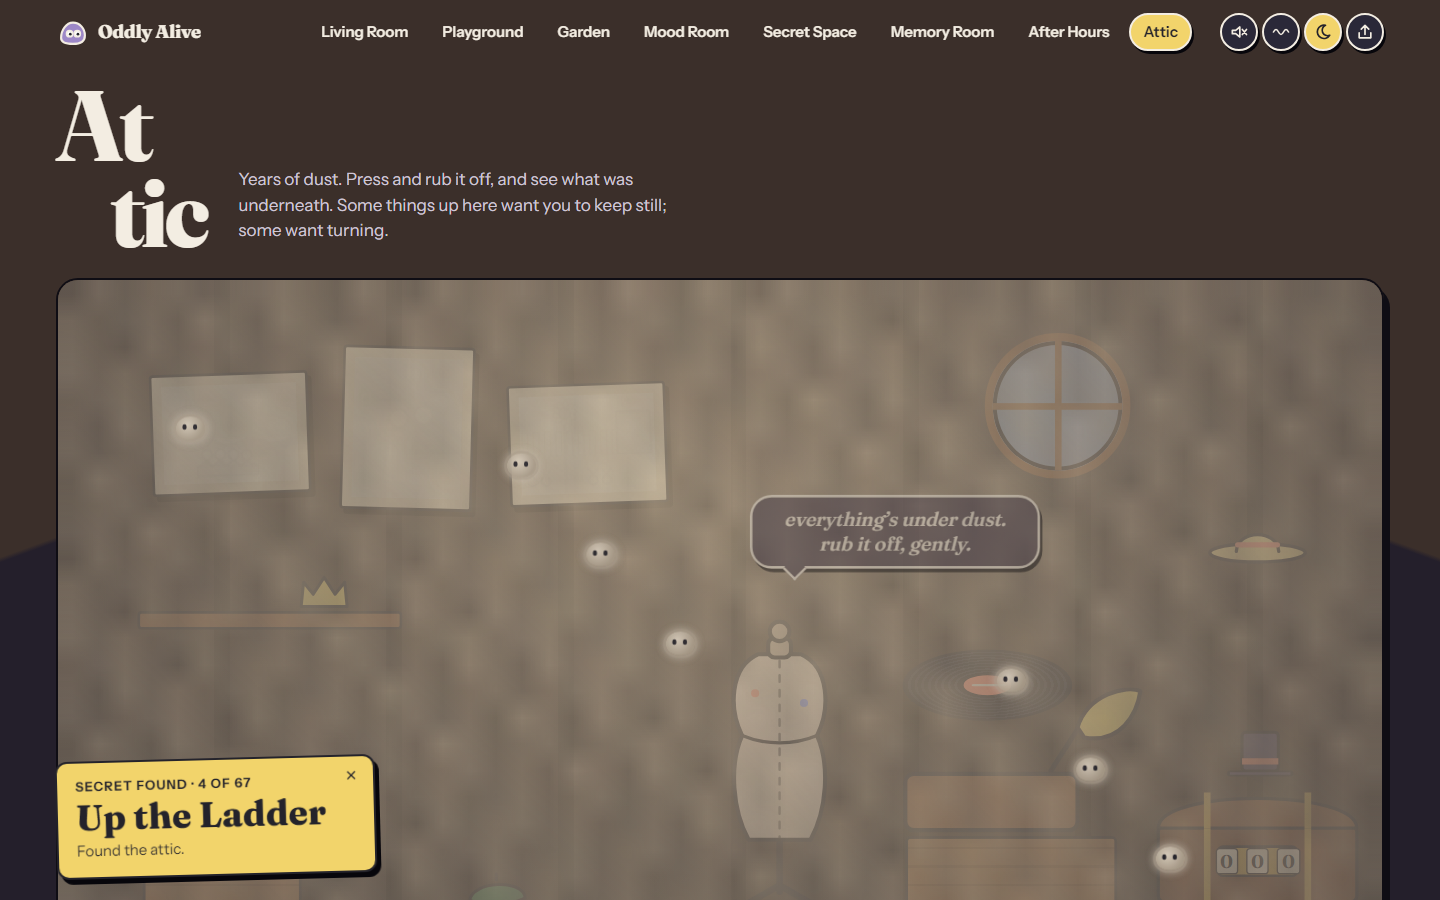 Oddly Alive
Living Room
Playground
Garden
Mood Room
Secret Space
Memory Room
After Hours
Attic
At
tic
Years of dust. Press and rub it off, and see what was
underneath. Some things up here want you to keep still;
some want turning.
everything's under dust.
rub it off, gently.
SECRET FOUND · 4 OF 67
Up the Ladder
Found the attic.
0 0 0